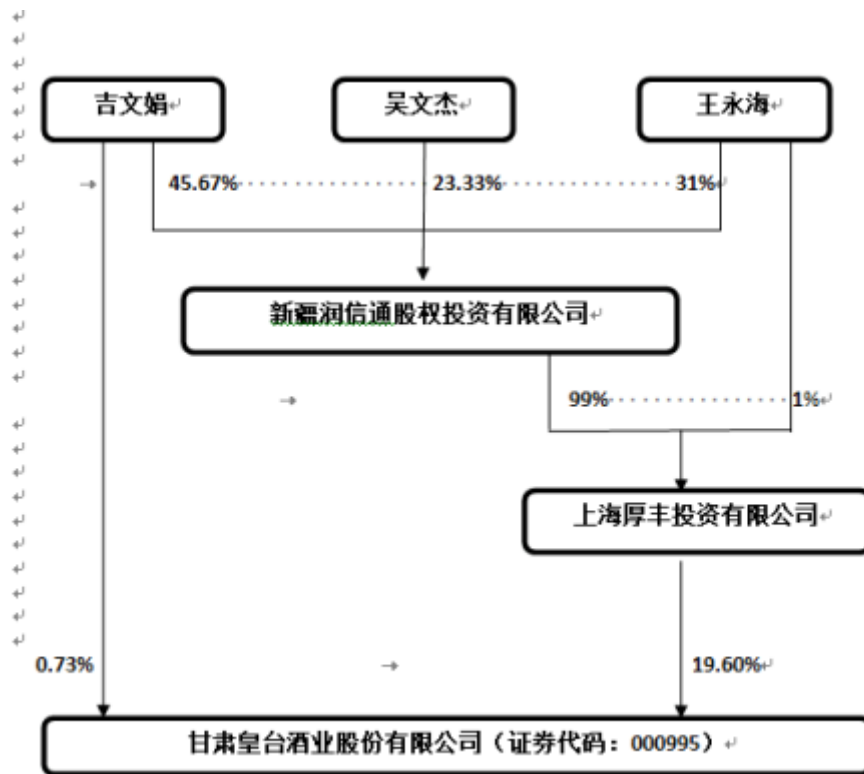 吉文娟
吴文杰
王永海
45.67% 23.33% 31%
新疆润信通股权投资有限公司
99% 1%
上海厚丰投资有限公司
0.73% 19.60%
甘肃皇台酒业股份有限公司（证券代码：000995）